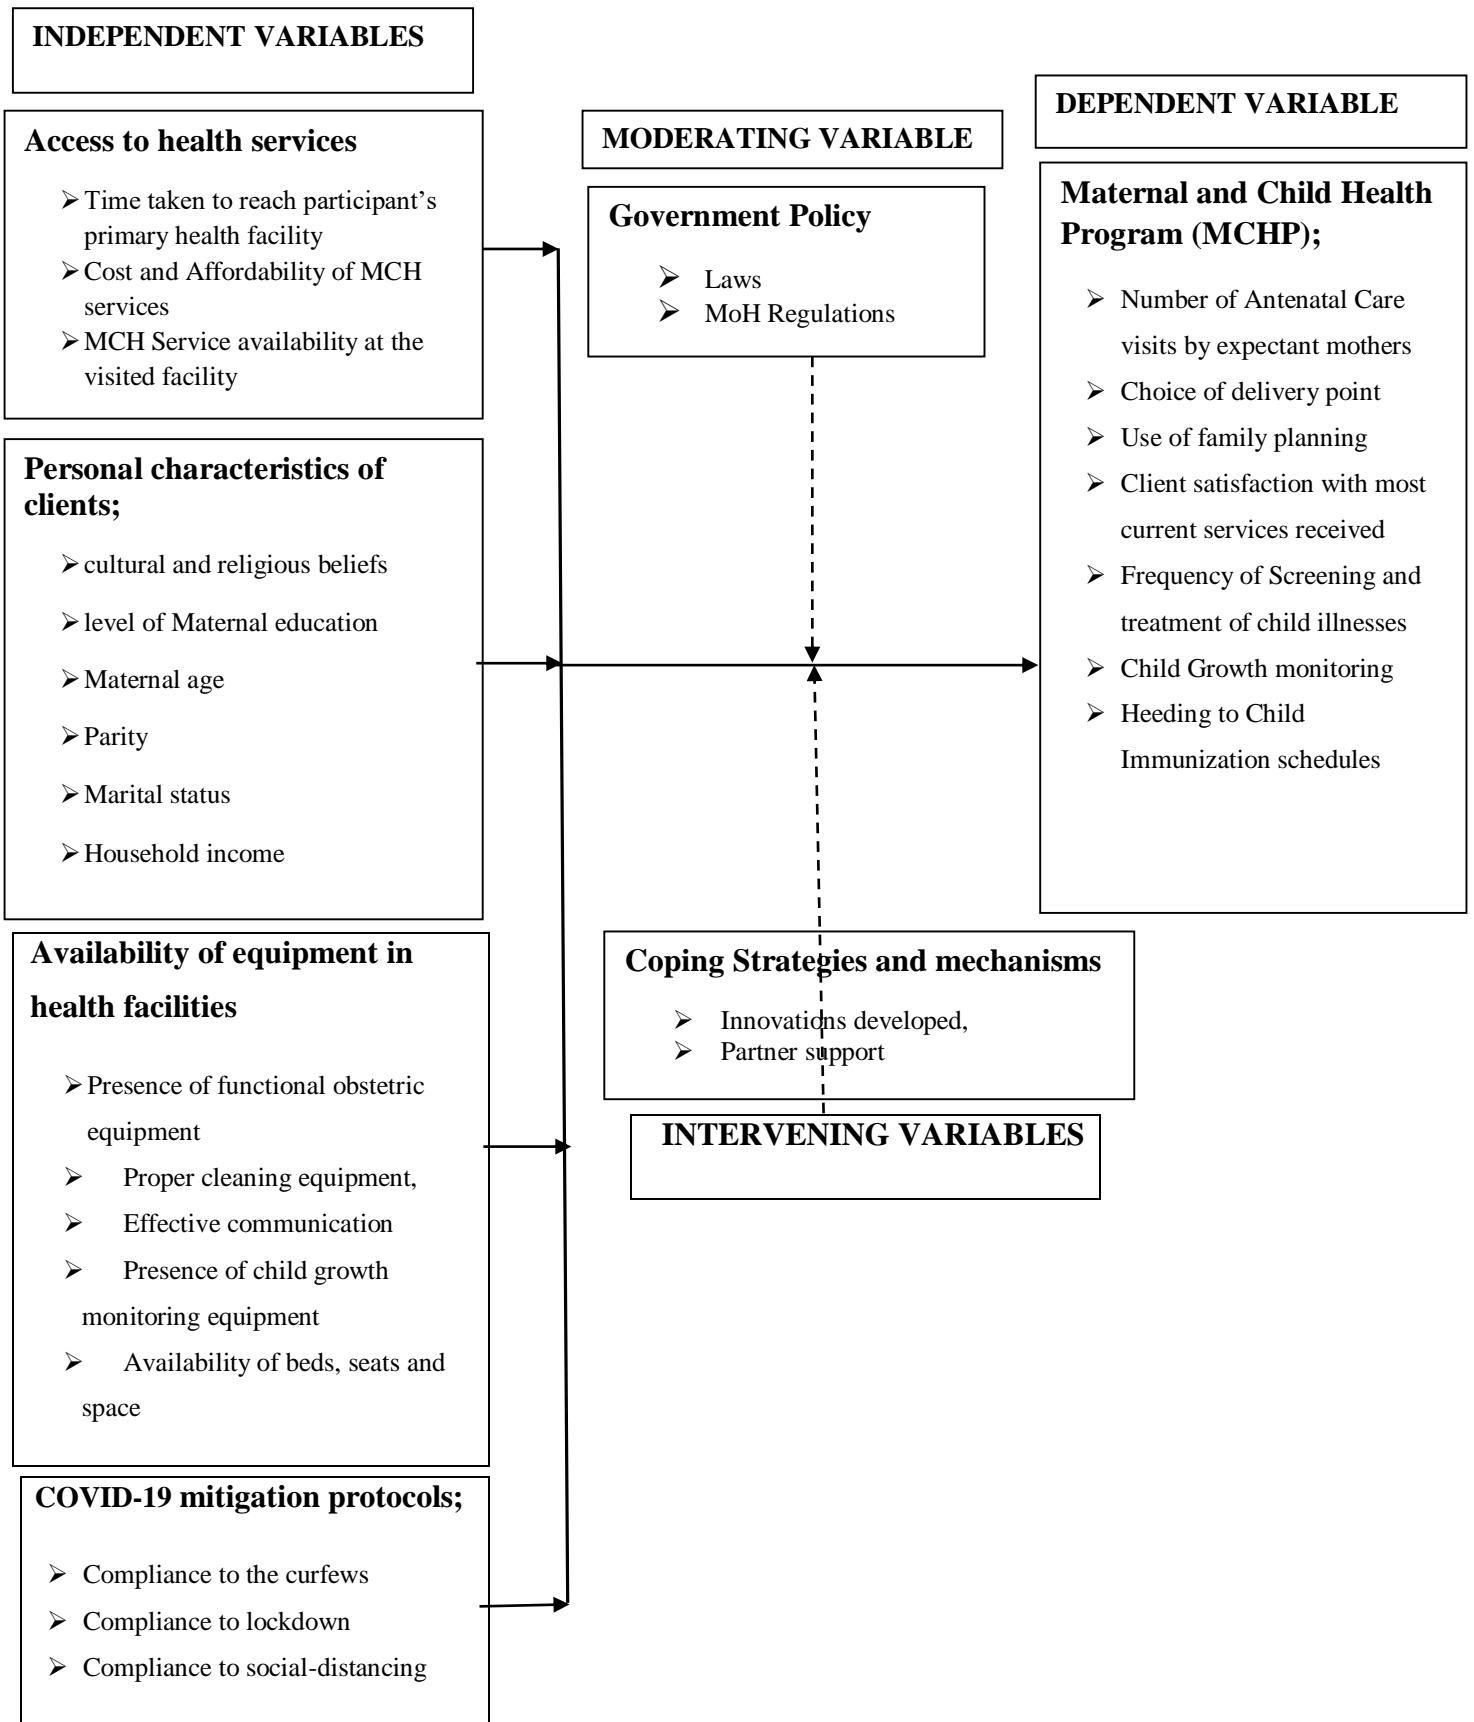 INDEPENDENT VARIABLES
Access to health services
➢ Time taken to reach participant’s
primary health facility
➢ Cost and Affordability of MCH
services
➢ MCH Service availability at the
visited facility
Personal characteristics of
clients;
➢ cultural and religious beliefs
➢ level of Maternal education
➢ Maternal age
➢ Parity
➢ Marital status
➢ Household income
Availability of equipment in
health facilities
➢ Presence of functional obstetric
equipment
➢ Proper cleaning equipment,
➢ Effective communication
➢ Presence of child growth
monitoring equipment
➢ Availability of beds, seats and
space
COVID-19 mitigation protocols;
➢ Compliance to the curfews
➢ Compliance to lockdown
➢ Compliance to social-distancing
MODERATING VARIABLE
Government Policy
➢ Laws
➢ MoH Regulations
Coping Strategies and mechanisms
➢ Innovations developed,
➢ Partner support
INTERVENING VARIABLES
DEPENDENT VARIABLE
Maternal and Child Health
Program (MCHP);
➢ Number of Antenatal Care
visits by expectant mothers
➢ Choice of delivery point
➢ Use of family planning
➢ Client satisfaction with most
current services received
➢ Frequency of Screening and
treatment of child illnesses
➢ Child Growth monitoring
➢ Heeding to Child
Immunization schedules